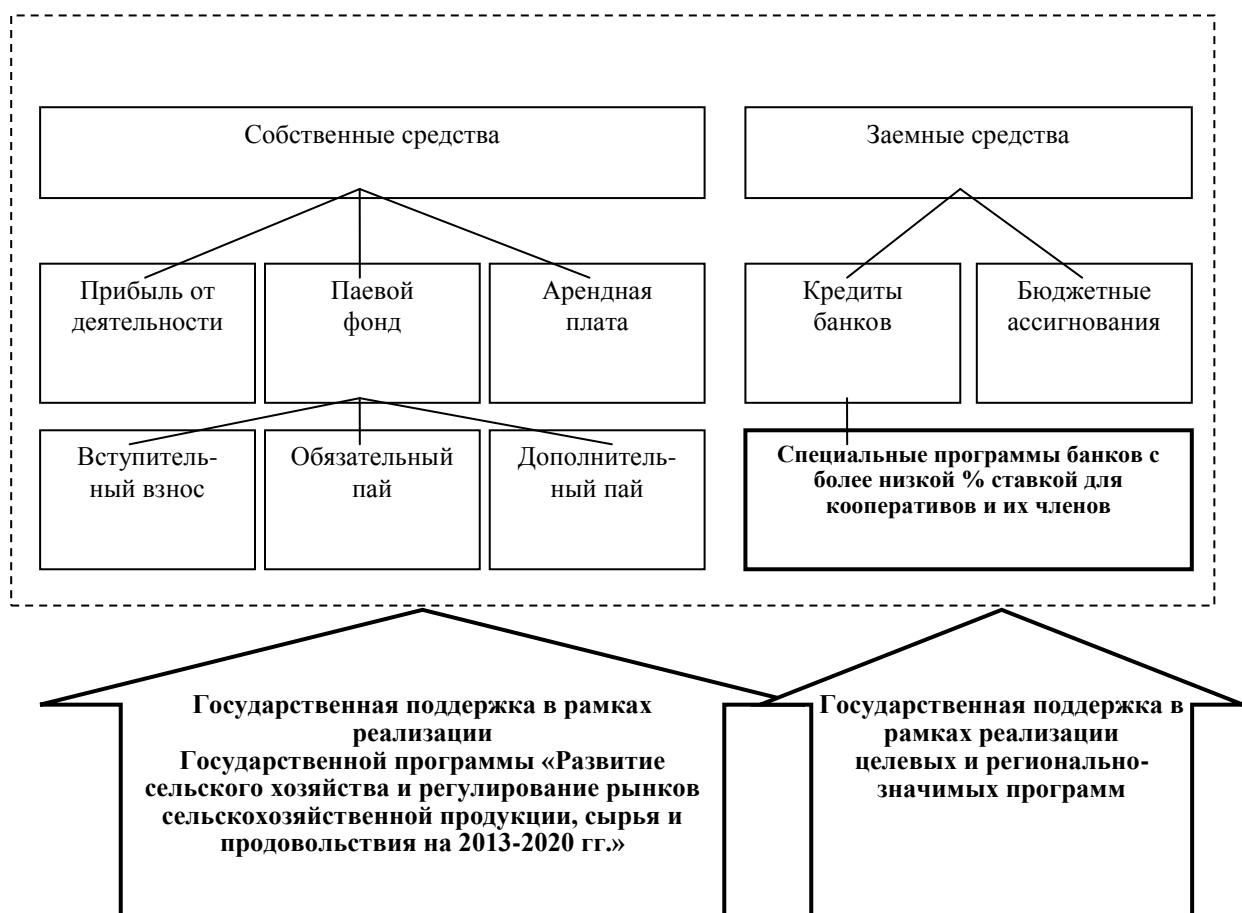 Собственные средства
Заемные средства
Прибыль от
деятельности
Паевой
фонд
Арендная
плата
Кредиты
банков
Бюджетные
ассигнования
Вступитель-
ный взнос
Обязательный
пай
Дополнитель-
ный пай
Специальные программы банков с
более низкой % ставкой для
кооперативов и их членов
Государственная поддержка в рамках
реализации
Государственной программы «Развитие
сельского хозяйства и регулирование рынков
сельскохозяйственной продукции, сырья и
продовольствия на 2013-2020 гг.»
Государственная поддержка в
рамках реализации
целевых и регионально-
значимых программ